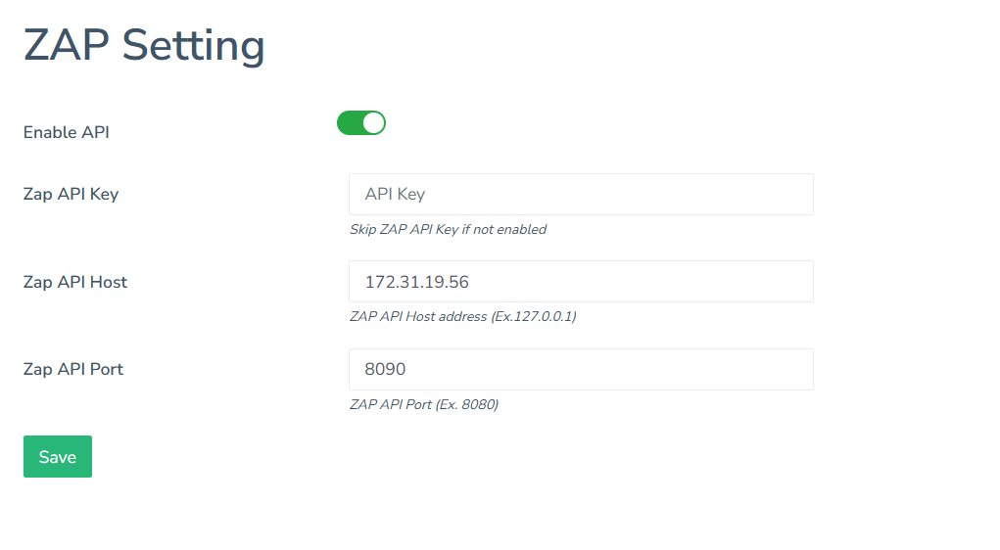 ZAP Setting
Enable API
Zap API Key
API Key
Skip ZAP API Key if not enabled
Zap API Host
172.31.19.56
ZAP API Host address (Ex.127.0.0.1)
Zap API Port
8090
ZAP API Port (Ex. 8080)
Save